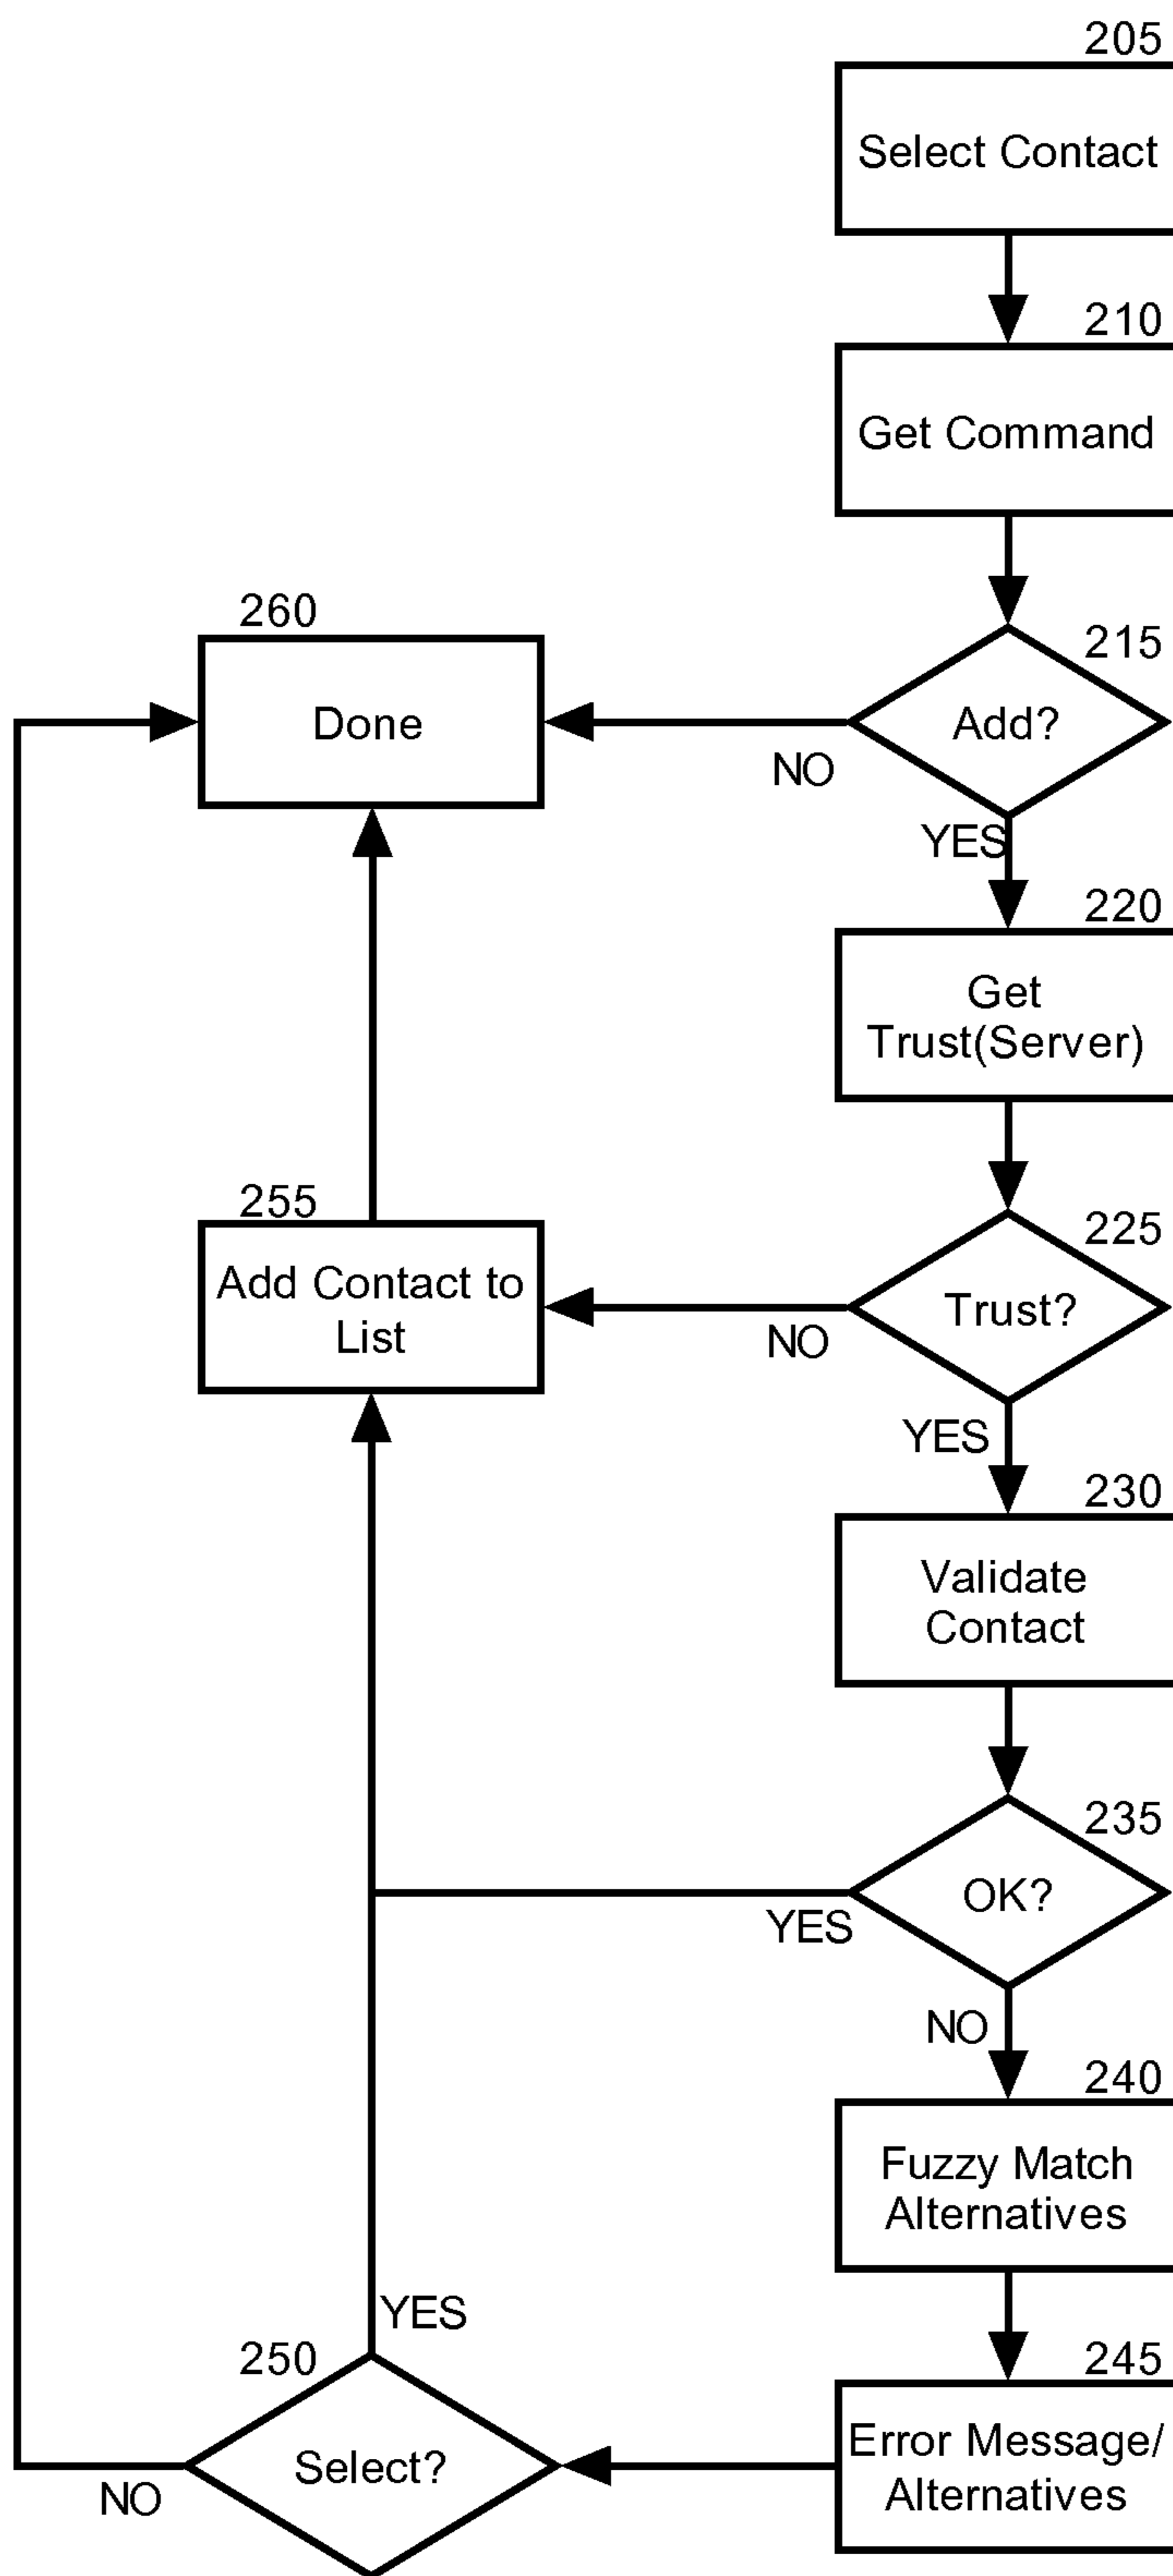 205
Select Contact
210
Get Command
260
Done
215
Add?
NO
YES
220
Get
Trust(Server)
255
Add Contact to
List
225
Trust?
NO
YES
230
Validate
Contact
235
OK?
YES
NO
240
Fuzzy Match
Alternatives
YES
250
Select?
NO
245
Error Message/
Alternatives